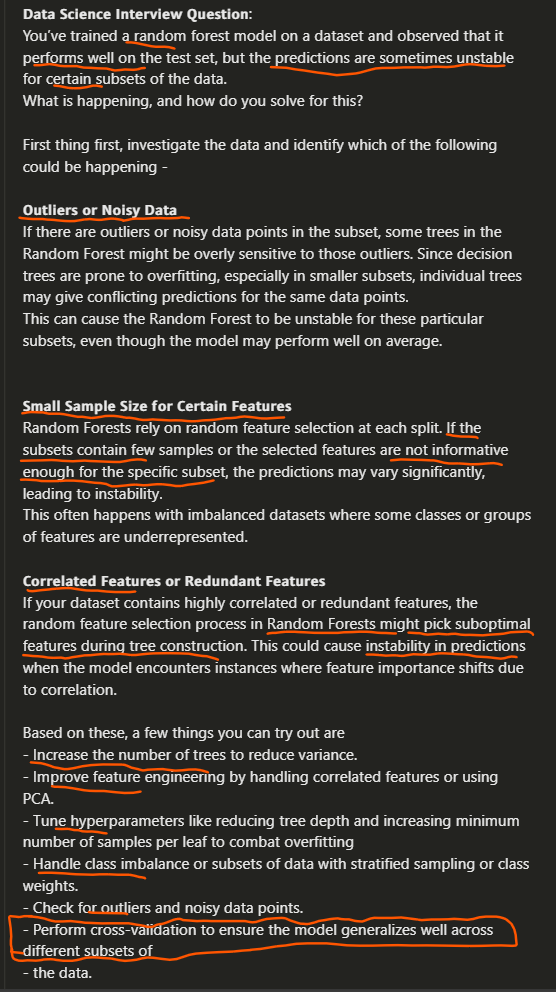 Data Science Interview Question:
You've trained a random forest model on a dataset and observed that it
performs well on the test set, but the predictions are sometimes unstable
for certain subsets of the data.
What is happening, and how do you solve for this?
First thing first, investigate the data and identify which of the following
could be happening -
Outliers or Noisy Data
If there are outliers or noisy data points in the subset, some trees in the
Random Forest might be overly sensitive to those outliers. Since decision
trees are prone to overfitting, especially in smaller subsets, individual trees
may give conflicting predictions for the same data points.
This can cause the Random Forest to be unstable for these particular
subsets, even though the model may perform well on average.
Small Sample Size for Certain Features
Random Forests rely on random feature selection at each split. If the
subsets contain few samples or the selected features are not informative
enough for the specific subset, the predictions may vary significantly,
leading to instability.
This often happens with imbalanced datasets where some classes or groups
of features are underrepresented.
Correlated Features or Redundant Features
If your dataset contains highly correlated or redundant features, the
random feature selection process in Random Forests might pick suboptimal
features during tree construction. This could cause instability in predictions
when the model encounters instances where feature importance shifts due
to correlation.
Based on these, a few things you can try out are
- Increase the number of trees to reduce variance.
- Improve feature engineering by handling correlated features or using
PCA.
- Tune hyperparameters like reducing tree depth and increasing minimum
number of samples per leaf to combat overfitting
- Handle class imbalance or subsets of data with stratified sampling or class
weights.
- Check for outliers and noisy data points.
- Perform cross-validation to ensure the model generalizes well across
different subsets of
- the data.